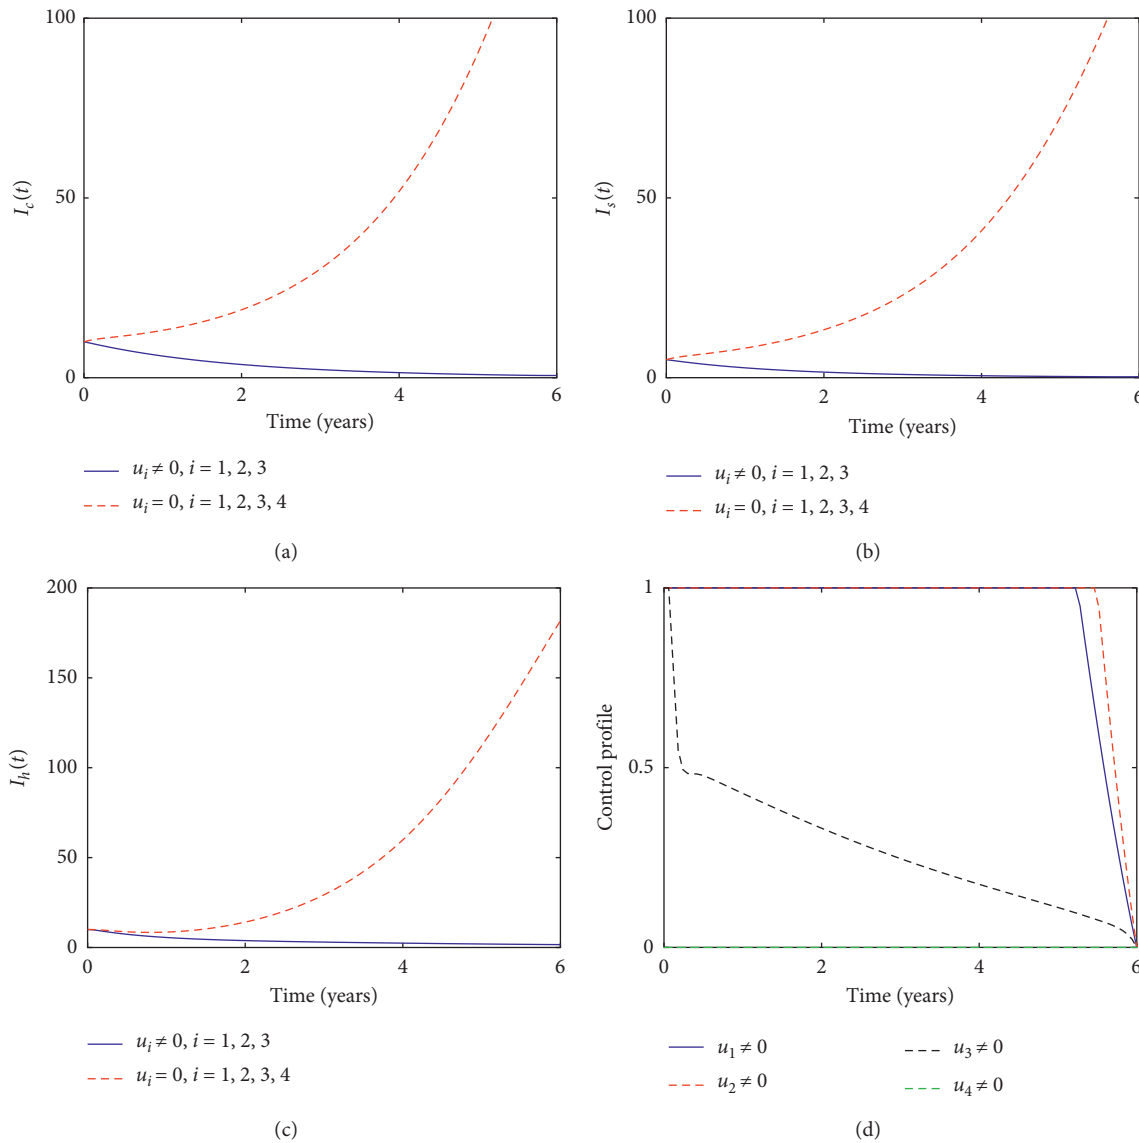 100
50
0
I_c(t)
0 2 4 6
Time (years)
u_i ≠ 0, i = 1, 2, 3
u_i = 0, i = 1, 2, 3, 4
(a)
100
50
0
I_s(t)
0 2 4 6
Time (years)
u_i ≠ 0, i = 1, 2, 3
u_i = 0, i = 1, 2, 3, 4
(b)
200
150
100
50
0
I_h(t)
0 2 4 6
Time (years)
u_i ≠ 0, i = 1, 2, 3
u_i = 0, i = 1, 2, 3, 4
(c)
1
0.5
0
Control profile
0 2 4 6
Time (years)
u_1 ≠ 0
u_2 ≠ 0
u_3 ≠ 0
u_4 ≠ 0
(d)